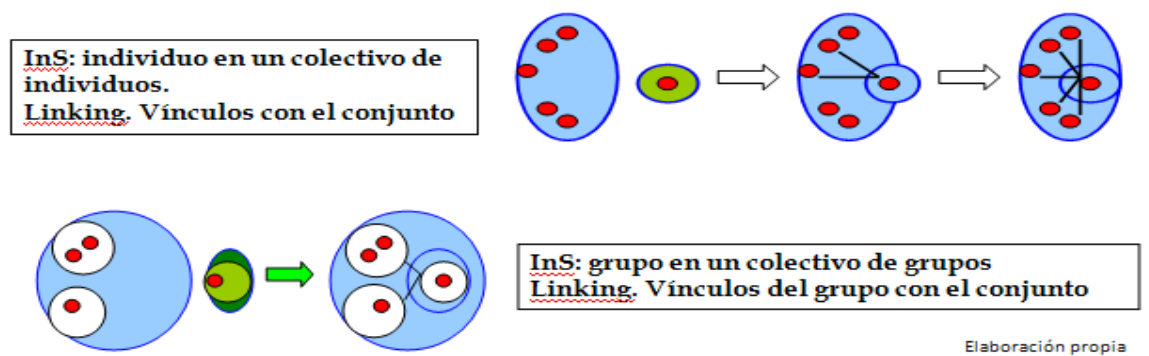 InS: individuo en un colectivo de
individuos.
Linking. Vínculos con el conjunto
InS: grupo en un colectivo de grupos
Linking. Vínculos del grupo con el conjunto
Elaboración propia